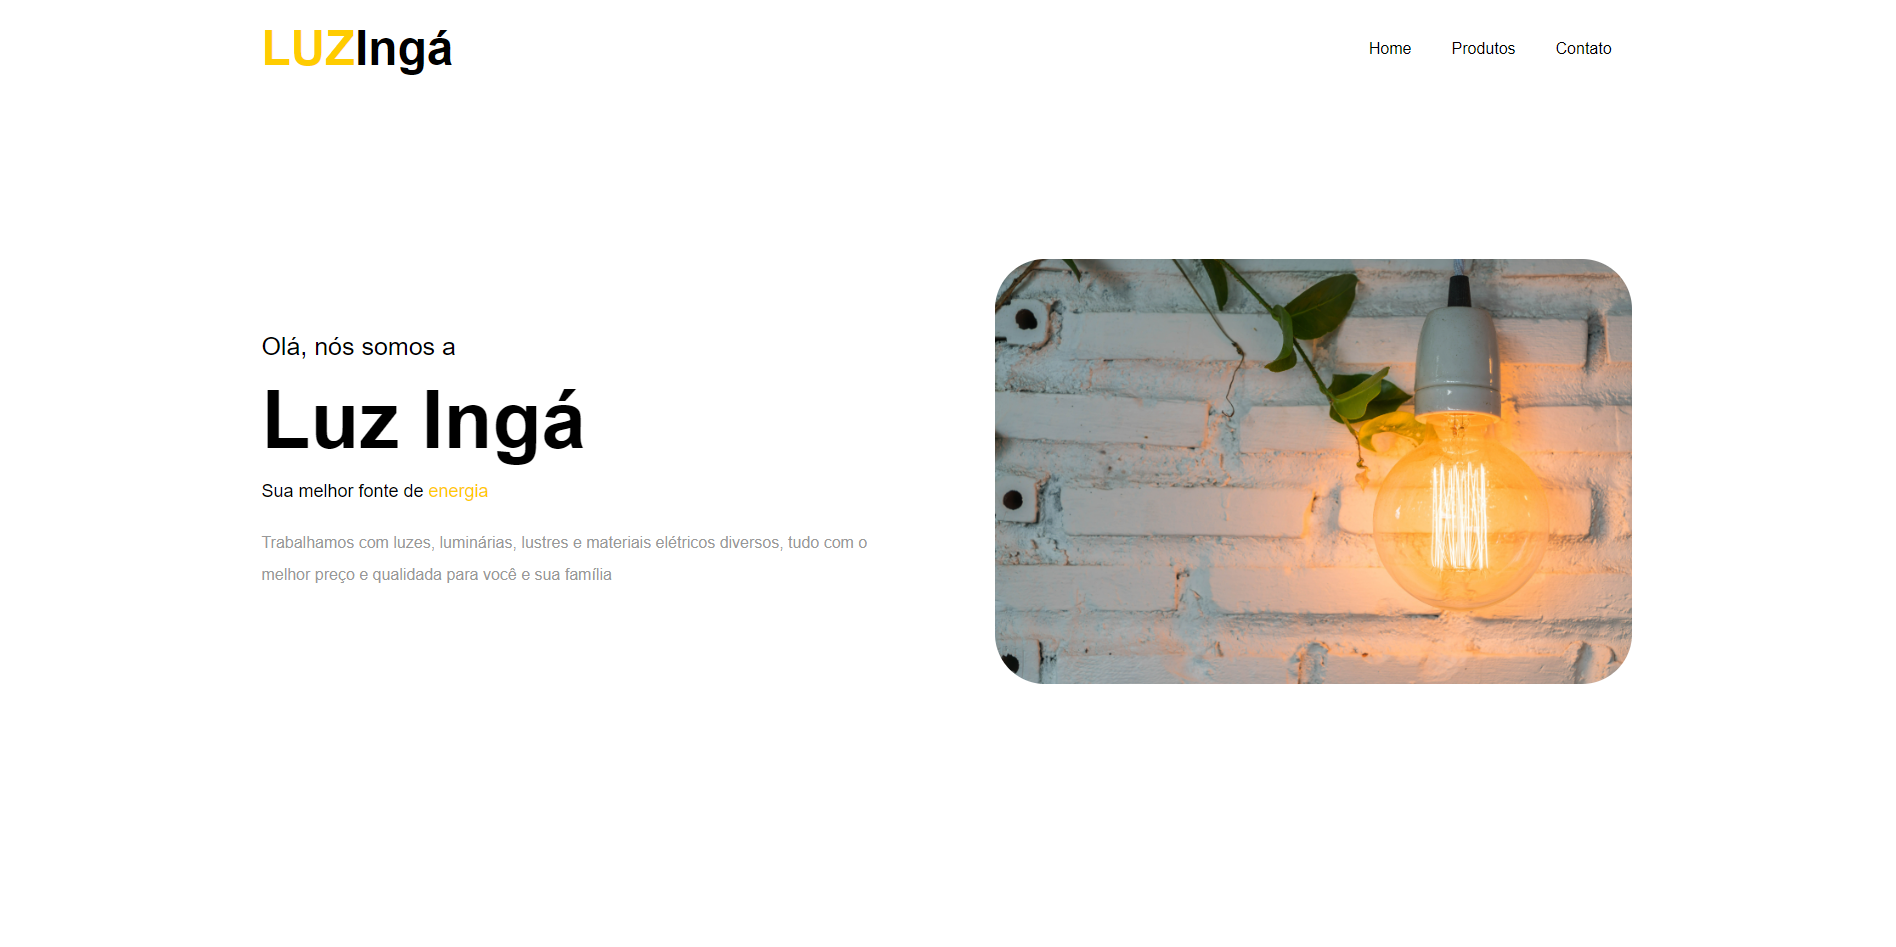 LUZIngá
Home Produtos Contato
Olá, nós somos a
Luz Ingá
Sua melhor fonte de energia
Trabalhamos com luzes, luminárias, lustres e materiais elétricos diversos, tudo com o
melhor preço e qualidada para você e sua família